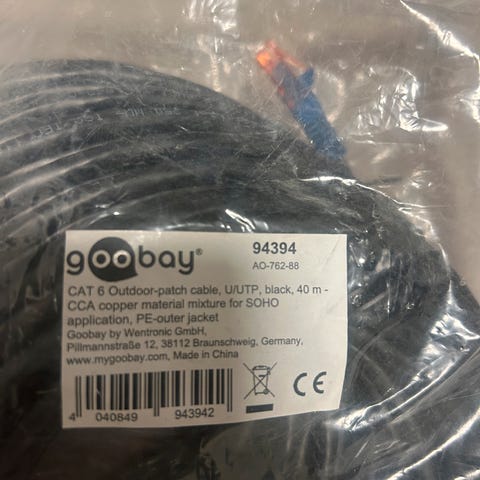 goobay®
94394
AO-762-88
CAT 6 Outdoor-patch cable, U/UTP, black, 40 m -
CCA copper material mixture for SOHO
application, PE-outer jacket
Goobay by Wentronic GmbH,
Pillmannstraße 12, 38112 Braunschweig, Germany,
www.mygoobay.com, Made in China
CE
4 040849 943942